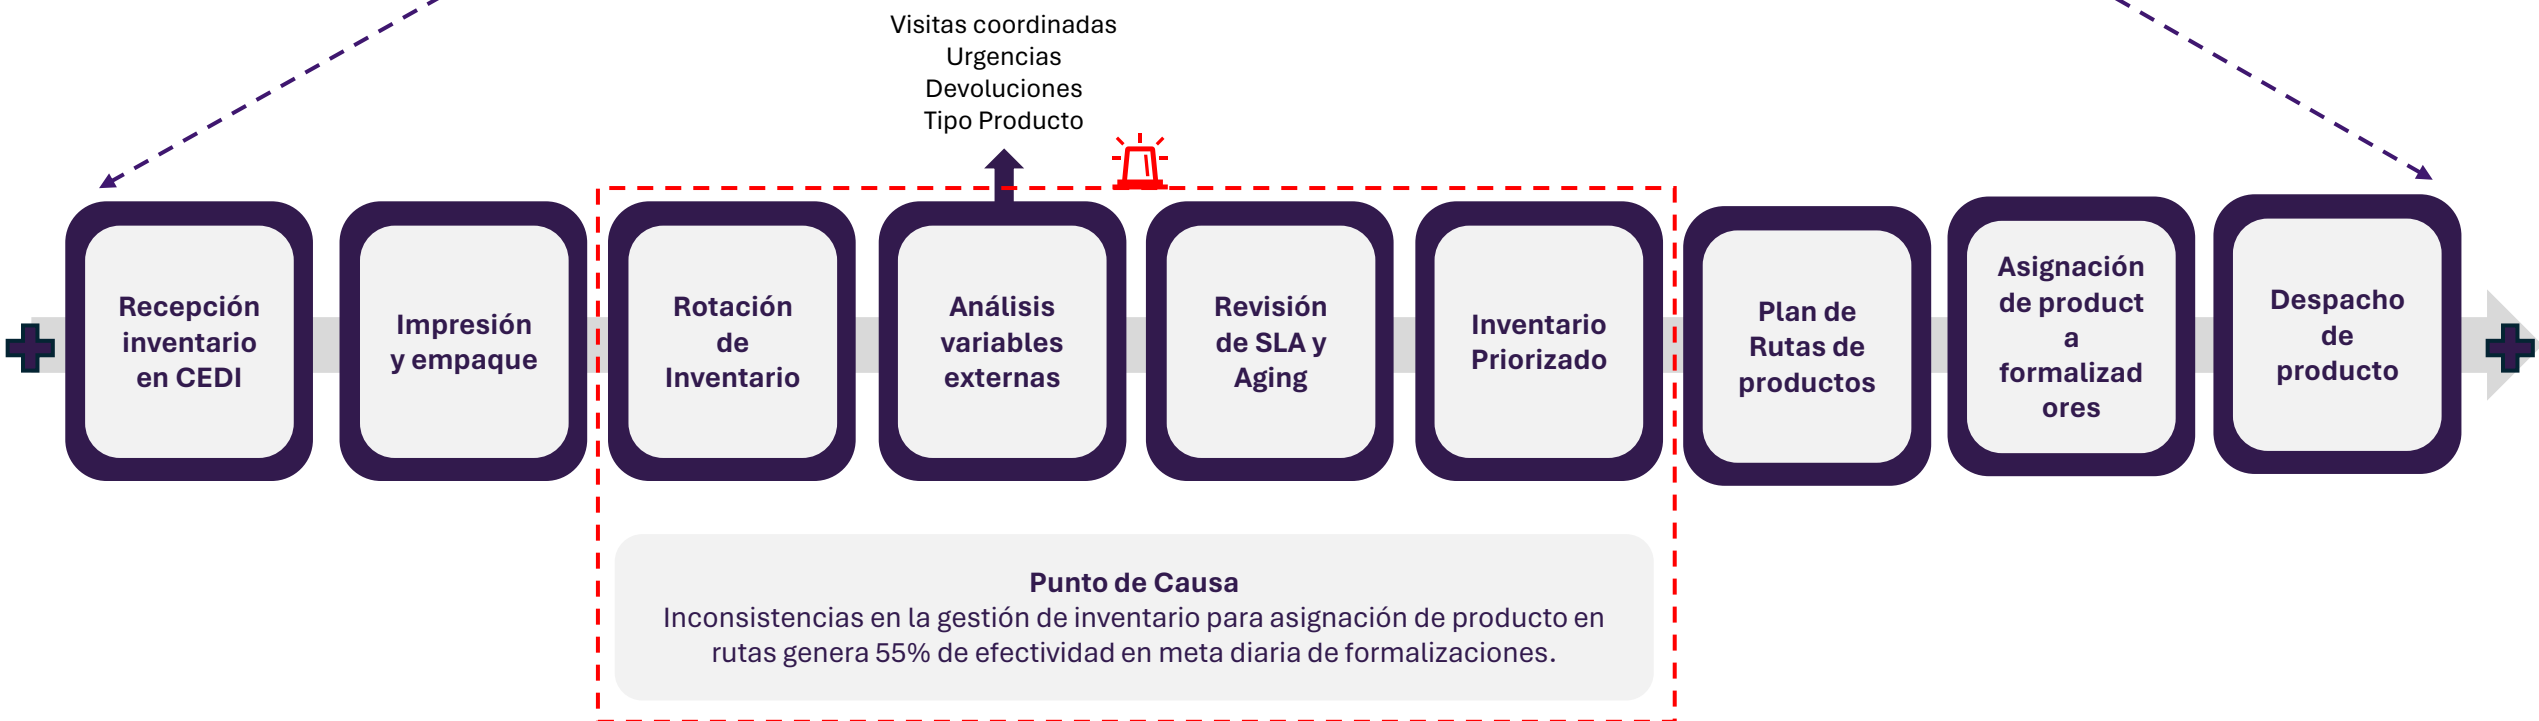 Visitas coordinadas
Urgencias
Devoluciones
Tipo Producto
Recepción
inventario
en CEDI
Impresión
y empaque
Rotación
de
Inventario
Análisis
variables
externas
Revisión
de SLA y
Aging
Inventario
Priorizado
Plan de
Rutas de
productos
Asignación
de product
a
formalizad
ores
Despacho
de
producto
Punto de Causa
Inconsistencias en la gestión de inventario para asignación de producto en
rutas genera 55% de efectividad en meta diaria de formalizaciones.